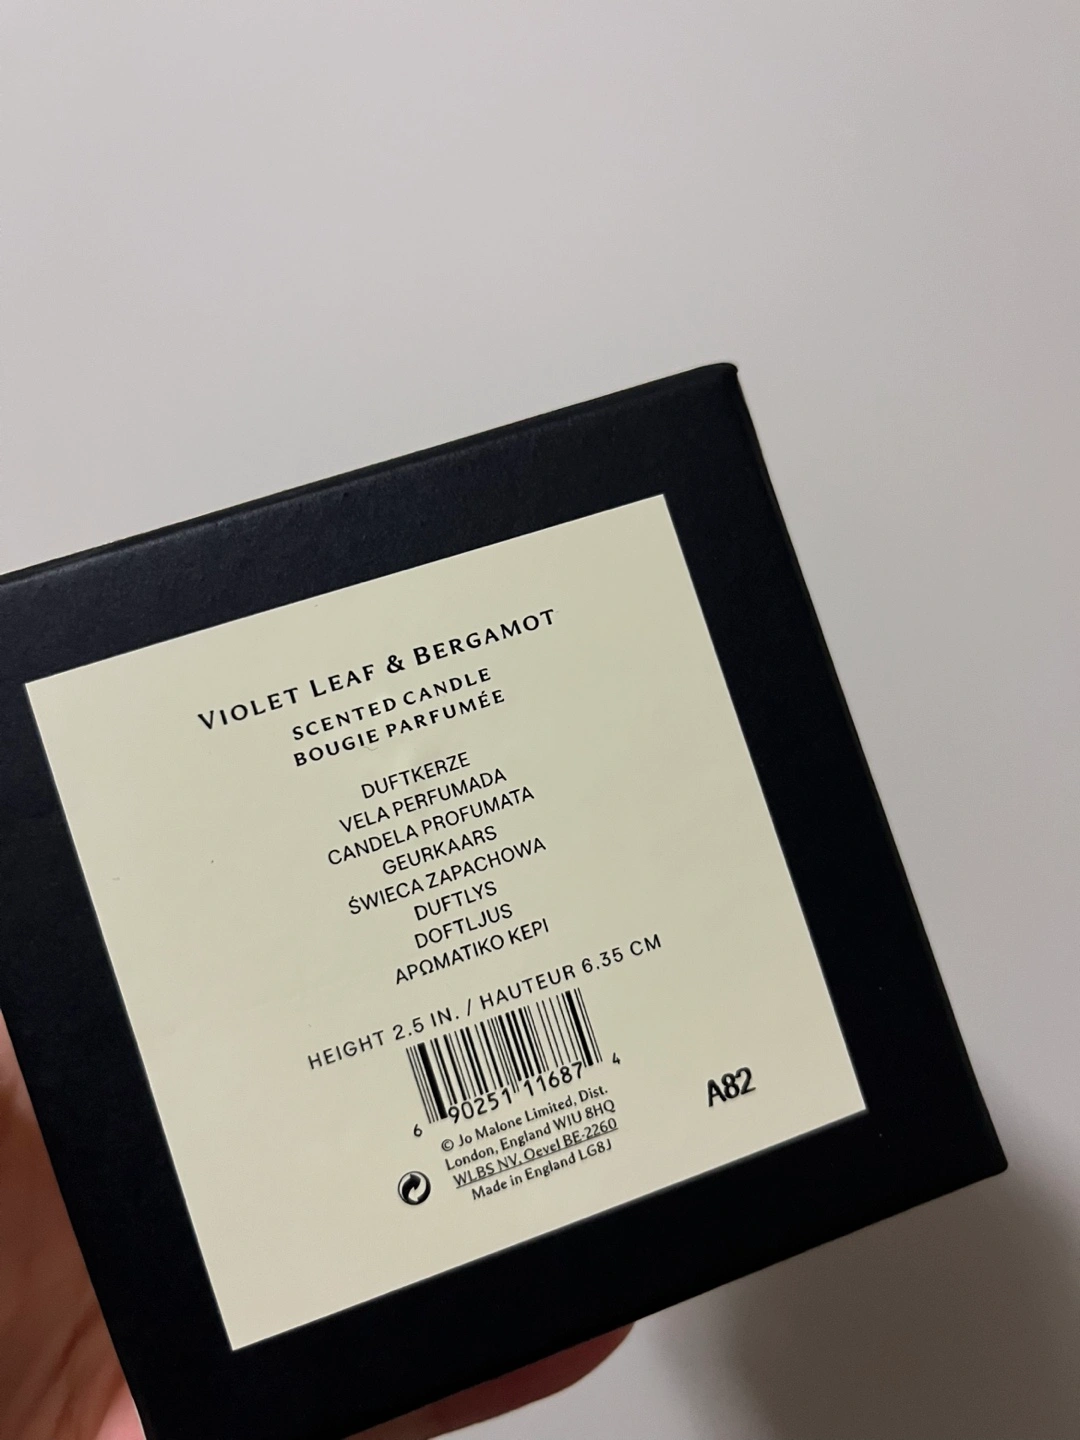 VIOLET LEAF & BERGAMOT
SCENTED CANDLE
BOUGIE PARFUMÉE
DUFTKERZE
VELA PERFUMADA
CANDELA PROFUMATA
GEURKAARS
ŚWIECA ZAPACHOWA
DUFTLYS
DOFTLJUS
ΑΡΩΜΑΤΙΚΟ ΚΕΡΙ
HEIGHT 2.5 IN. / HAUTEUR 6.35 CM
6 90251 11687 4
© Jo Malone Limited, Dist.
London, England W1U 8HQ
WLBS NV, Oevel BE-2260
Made in England LG8J
A82